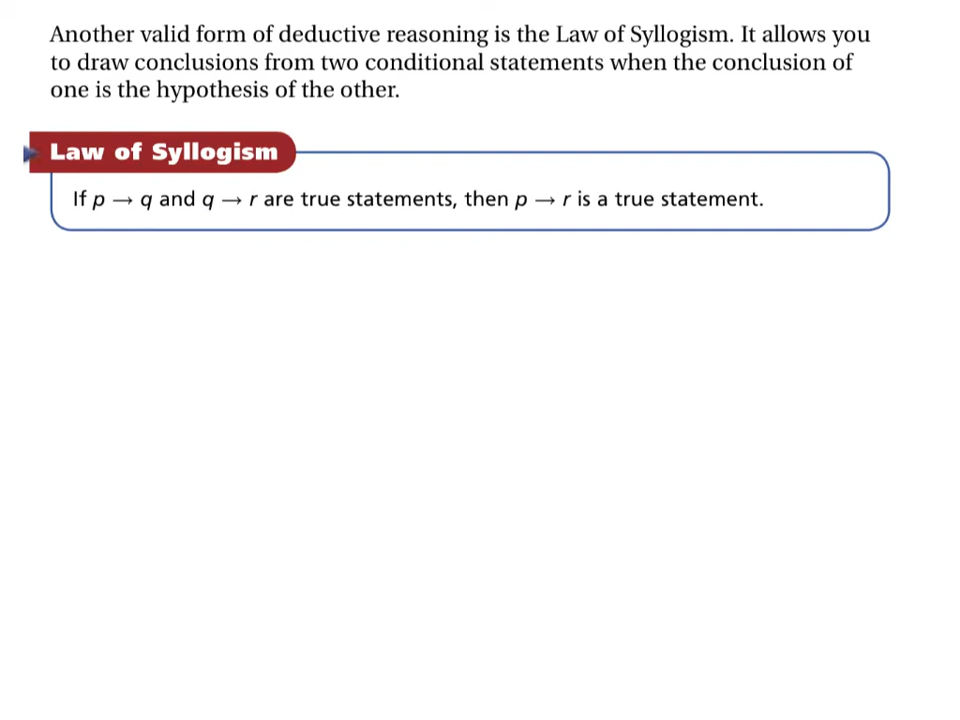 Another valid form of deductive reasoning is the Law of Syllogism. It allows you
to draw conclusions from two conditional statements when the conclusion of
one is the hypothesis of the other.
Law of Syllogism
If p → q and q → r are true statements, then p → r is a true statement.